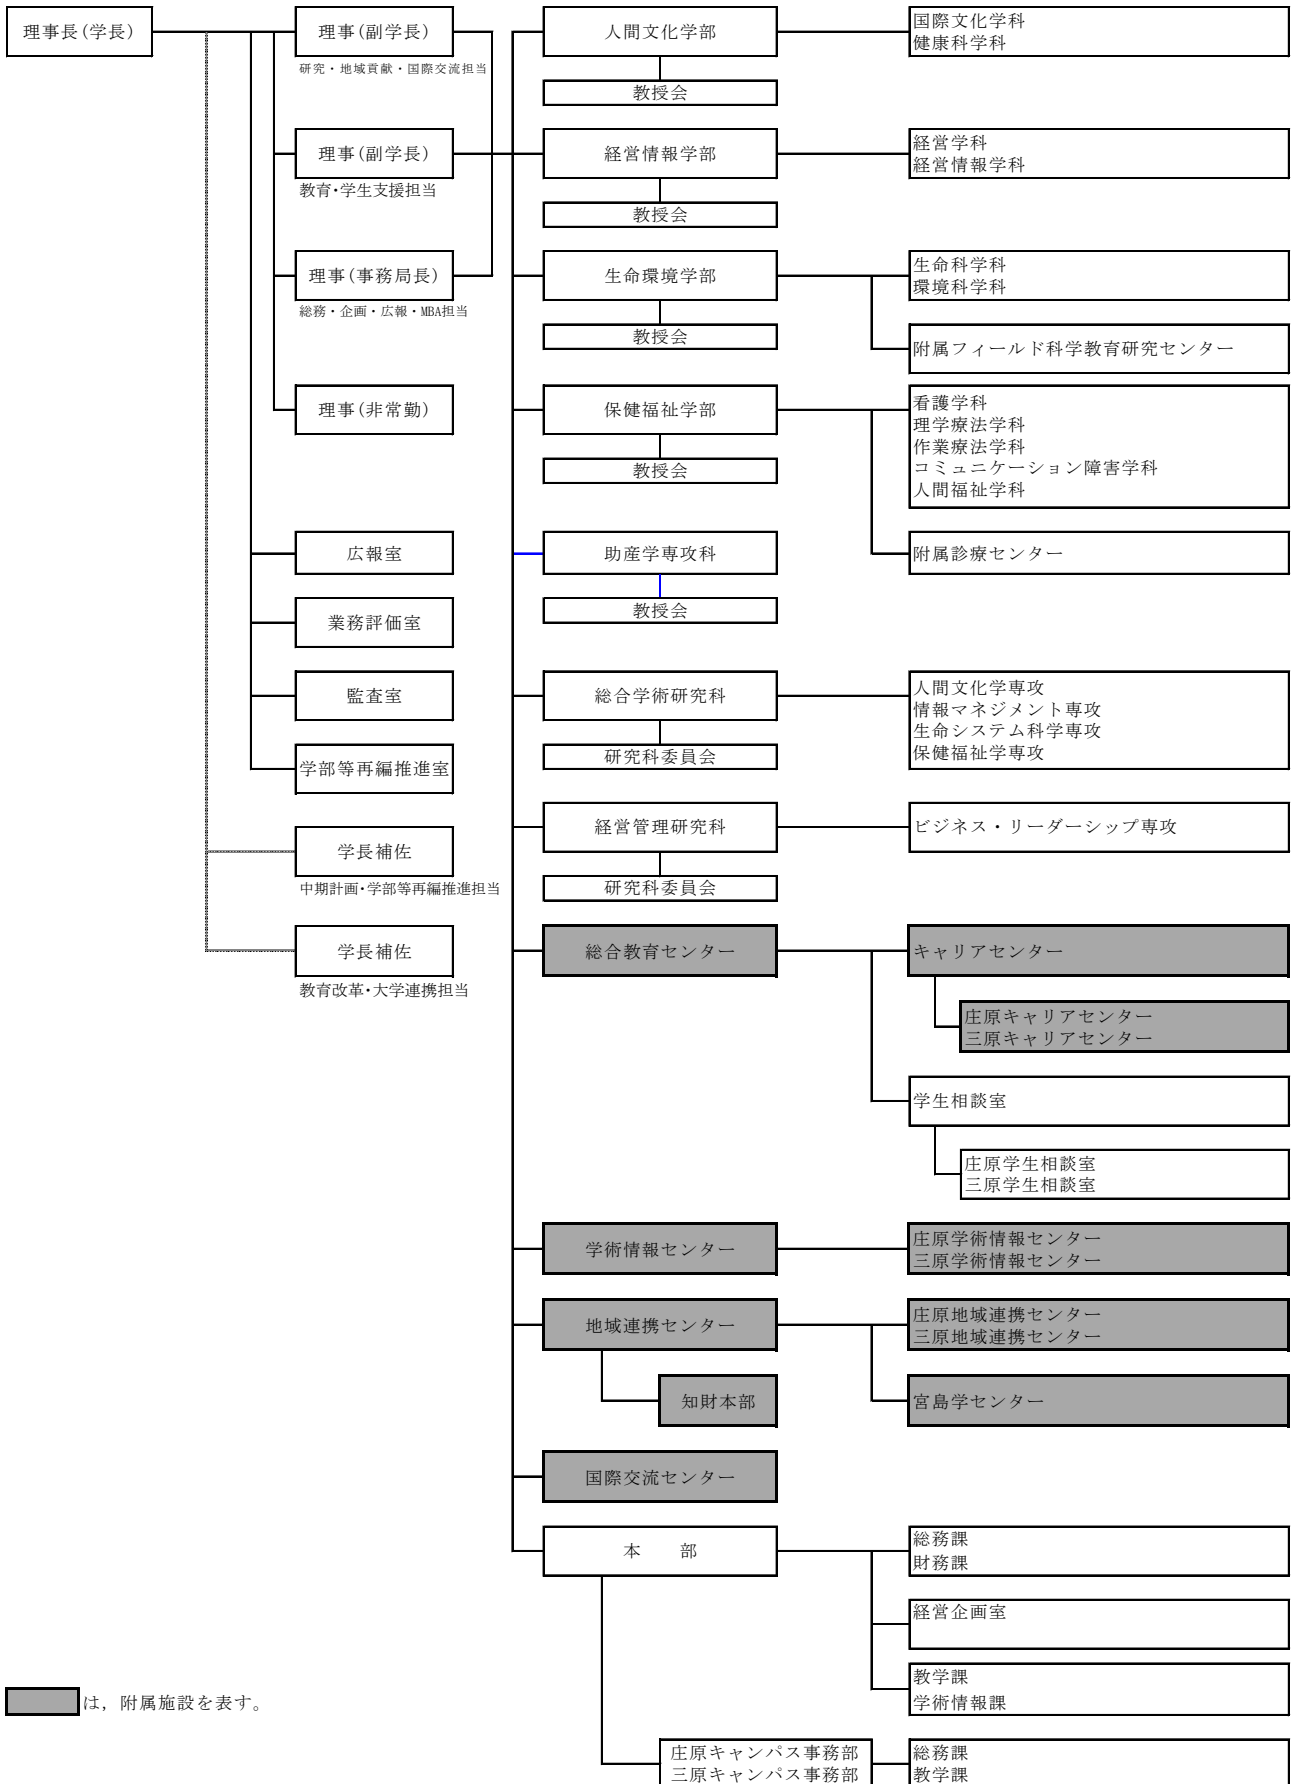 理事長(学長)
理事(副学長)
研究・地域貢献・国際交流担当
理事(副学長)
教育・学生支援担当
理事(事務局長)
総務・企画・広報・MBA担当
理事(非常勤)
広報室
業務評価室
監査室
学部等再編推進室
学長補佐
中期計画・学部等再編推進担当
学長補佐
教育改革・大学連携担当
人間文化学部
教授会
国際文化学科
健康科学科
経営情報学部
教授会
経営学科
経営情報学科
生命環境学部
教授会
生命科学科
環境科学科
附属フィールド科学教育研究センター
保健福祉学部
教授会
看護学科
理学療法学科
作業療法学科
コミュニケーション障害学科
人間福祉学科
附属診療センター
助産学専攻科
教授会
総合学術研究科
研究科委員会
人間文化学専攻
情報マネジメント専攻
生命システム科学専攻
保健福祉学専攻
経営管理研究科
研究科委員会
ビジネス・リーダーシップ専攻
総合教育センター
キャリアセンター
庄原キャリアセンター
三原キャリアセンター
学生相談室
庄原学生相談室
三原学生相談室
学術情報センター
庄原学術情報センター
三原学術情報センター
地域連携センター
知財本部
庄原地域連携センター
三原地域連携センター
宮島学センター
国際交流センター
本　　部
総務課
財務課
経営企画室
教学課
学術情報課
庄原キャンパス事務部
三原キャンパス事務部
総務課
教学課
は，附属施設を表す。